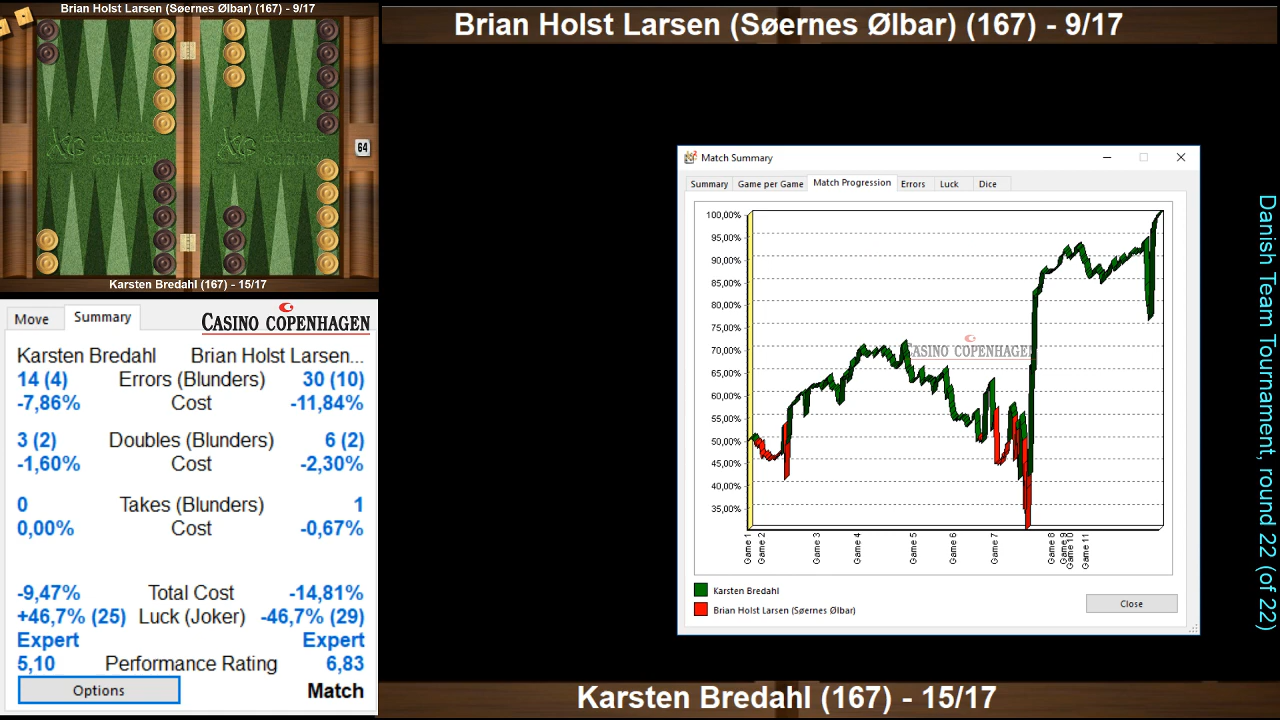 Brian Holst Larsen (Søernes Ølbar) (167) - 9/17
64
Karsten Bredahl (167) - 15/17
Move
Summary
CASINO COPENHAGEN
Karsten Bredahl
Brian Holst Larsen...
14 (4) Errors (Blunders) 30 (10)
-7,86% Cost -11,84%
3 (2) Doubles (Blunders) 6 (2)
-1,60% Cost -2,30%
0 Takes (Blunders) 1
0,00% Cost -0,67%
-9,47% Total Cost -14,81%
+46,7% (25) Luck (Joker) -46,7% (29)
Expert Expert
5,10 Performance Rating 6,83
Options
Match
Brian Holst Larsen (Søernes Ølbar) (167) - 9/17
Match Summary
Summary Game per Game Match Progression Errors Luck Dice
100,00%
95,00%
90,00%
85,00%
80,00%
75,00%
70,00%
65,00%
60,00%
55,00%
50,00%
45,00%
40,00%
35,00%
CASINO COPENHAGEN
Game 1
Game 2
Game 3
Game 4
Game 5
Game 6
Game 7
Game 8
Game 9
Game 10
Game 11
Karsten Bredahl
Brian Holst Larsen (Søernes Ølbar)
Close
Karsten Bredahl (167) - 15/17
Danish Team Tournament, round 22 (of 22)